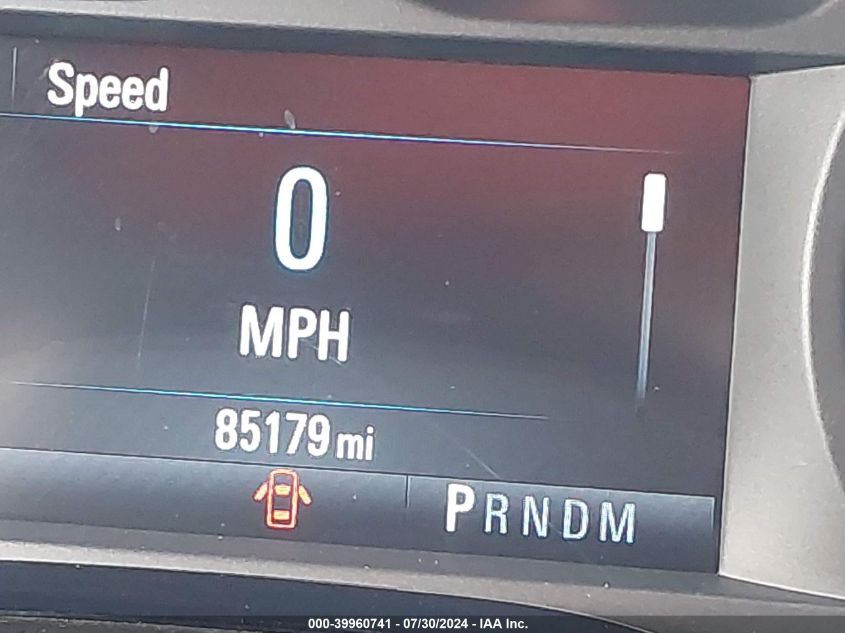 Speed
0
MPH
85179 mi
PRNDM
000-39960741 - 07/30/2024 - IAA Inc.